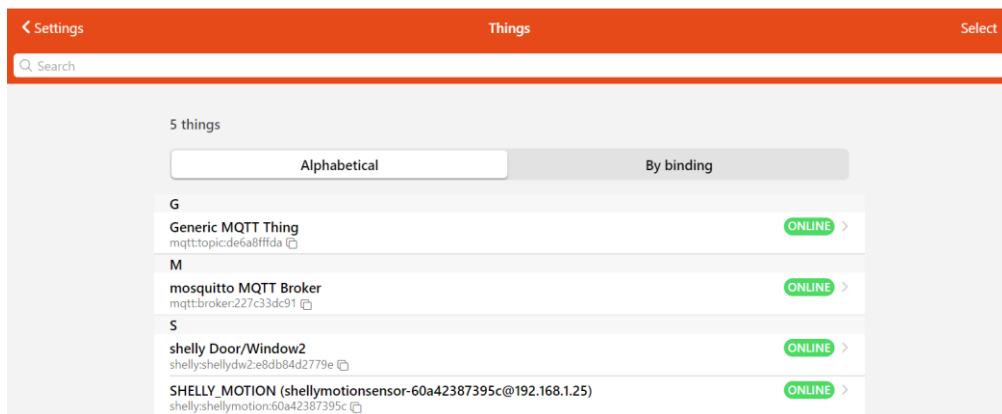 Settings
Things
Select
Search
5 things
Alphabetical
By binding
G
Generic MQTT Thing
ONLINE
mqtt:topic:de6a8fffda
M
mosquitto MQTT Broker
ONLINE
mqtt:broker:227c33dc91
S
shelly Door/Window2
ONLINE
shelly:shellydw2:e8db84d2779e
SHELLY_MOTION (shellymotionsensor-60a42387395c@192.168.1.25)
ONLINE
shelly:shellymotion:60a42387395c